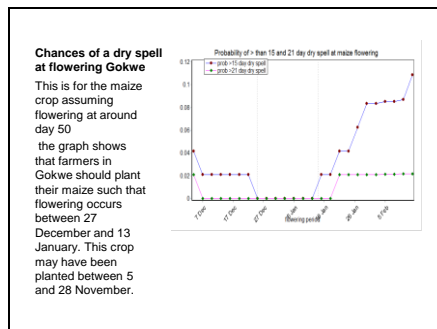 Chances of a dry spell
at flowering Gokwe
This is for the maize
crop assuming
flowering at around
day 50
the graph shows
that farmers in
Gokwe should plant
their maize such that
flowering occurs
between 27
December and 13
January. This crop
may have been
planted between 5
and 28 November.
Probability of > than 15 and 21 day dry spell at maize flowering
prob >15 day dry spell
prob >21 day dry spell
0.12
0.1
0.08
0.06
0.04
0.02
0
7 Dec
17 Dec
27 Dec
26 Jan
5 Feb
flowering period